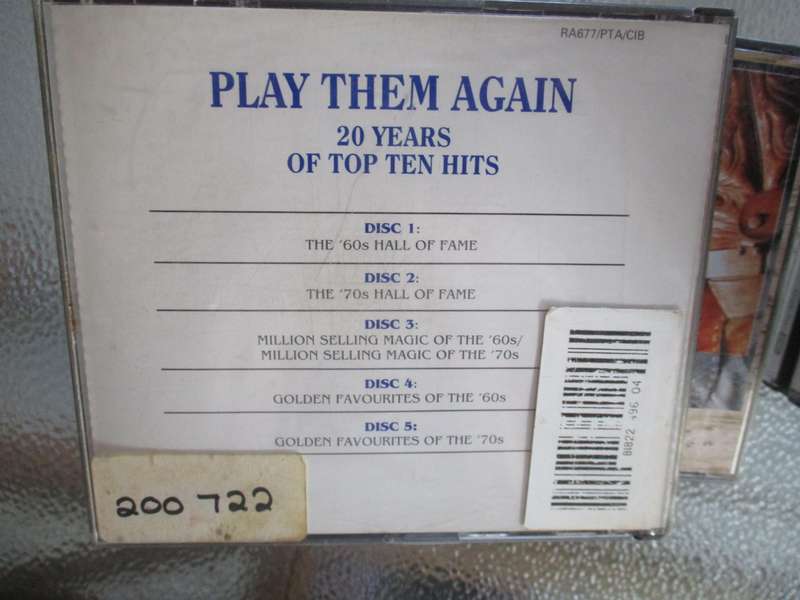 RA677/PTA/CIB
PLAY THEM AGAIN
20 YEARS
OF TOP TEN HITS
DISC 1:
THE '60s HALL OF FAME
DISC 2:
THE '70s HALL OF FAME
DISC 3:
MILLION SELLING MAGIC OF THE '60s/
MILLION SELLING MAGIC OF THE '70s
DISC 4:
GOLDEN FAVOURITES OF THE '60s
DISC 5:
GOLDEN FAVOURITES OF THE '70s
200 722